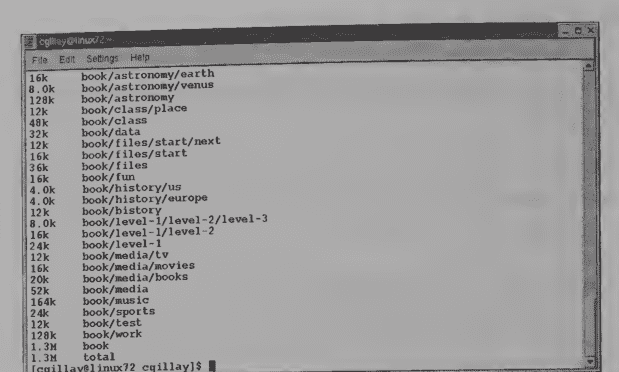 cgillay@linux72:~
File Edit Settings Help
16k book/astronomy/earth
8.0k book/astronomy/venus
128k book/astronomy
12k book/class/place
48k book/class
32k book/data
12k book/files/start/next
16k book/files/start
36k book/files
16k book/fun
4.0k book/history/us
4.0k book/history/europe
12k book/history
8.0k book/level-1/level-2/level-3
16k book/level-1/level-2
24k book/level-1
12k book/media/tv
16k book/media/movies
20k book/media/books
52k book/media
164k book/music
24k book/sports
12k book/test
128k book/work
1.3M book
1.3M total
[cgillay@linux72 cgillay]$